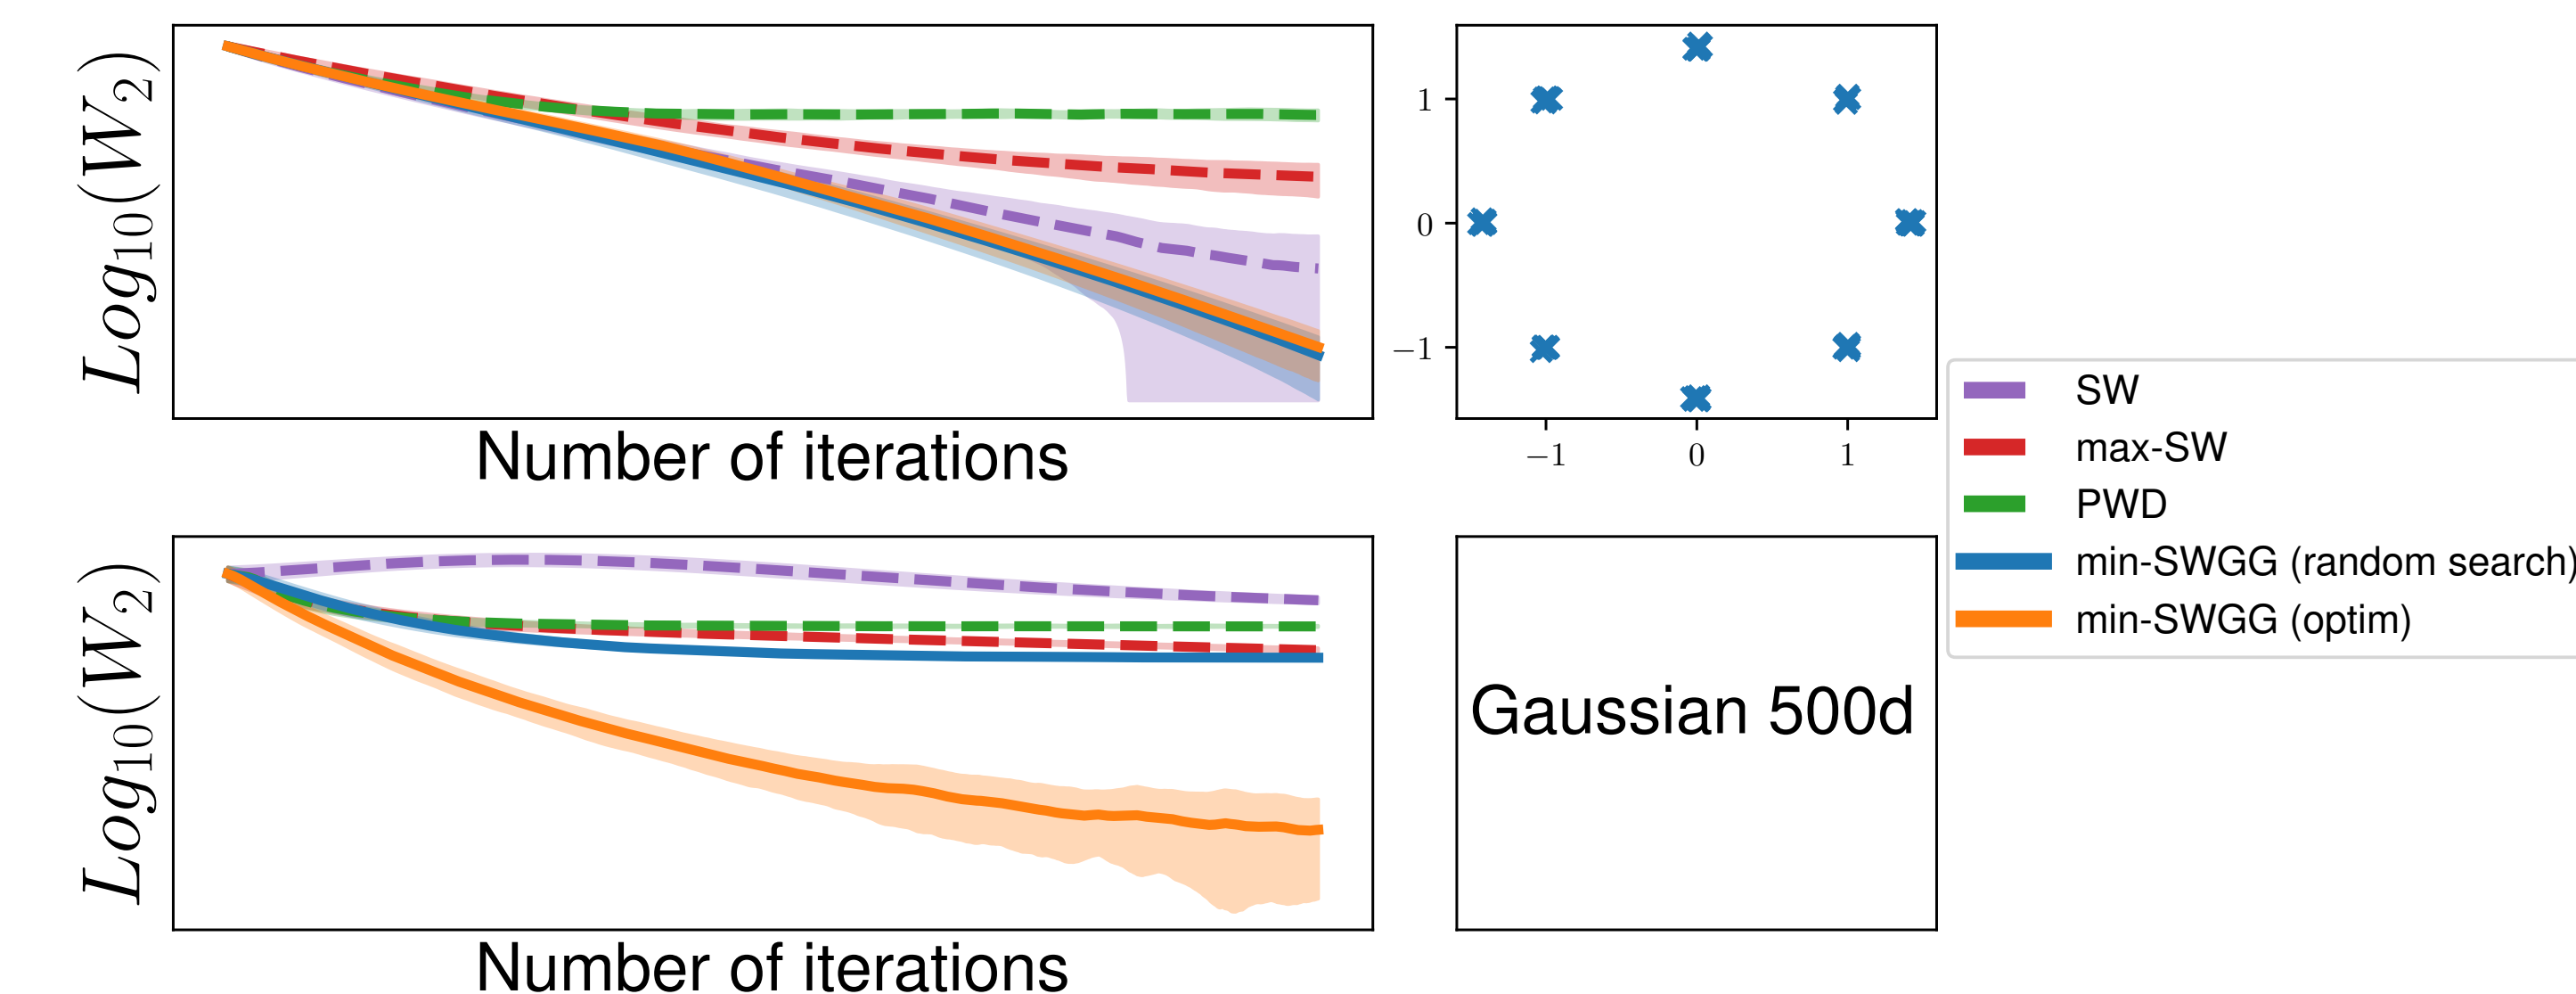 Log10(W2)
Number of iterations
1
0
−1
−1 0 1
SW
max-SW
PWD
min-SWGG (random search)
min-SWGG (optim)
Log10(W2)
Number of iterations
Gaussian 500d